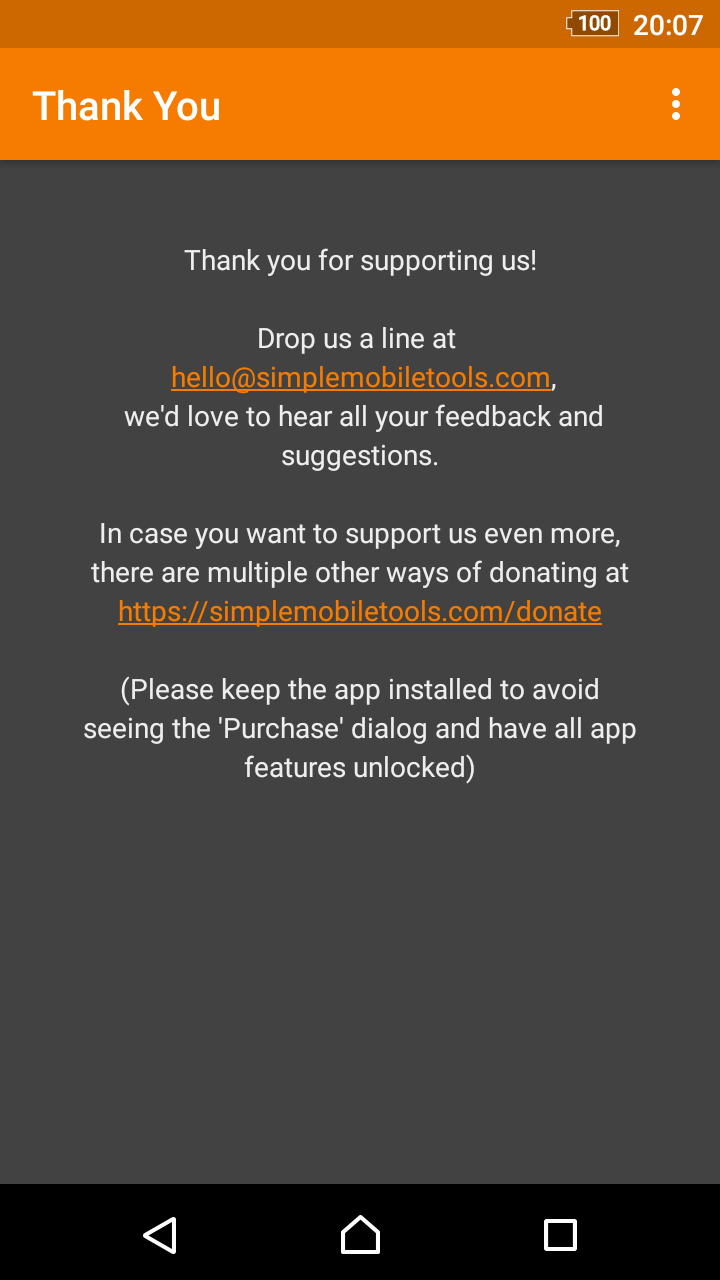 100 20:07
Thank You
Thank you for supporting us!
Drop us a line at
hello@simplemobiletools.com,
we'd love to hear all your feedback and
suggestions.
In case you want to support us even more,
there are multiple other ways of donating at
https://simplemobiletools.com/donate
(Please keep the app installed to avoid
seeing the 'Purchase' dialog and have all app
features unlocked)